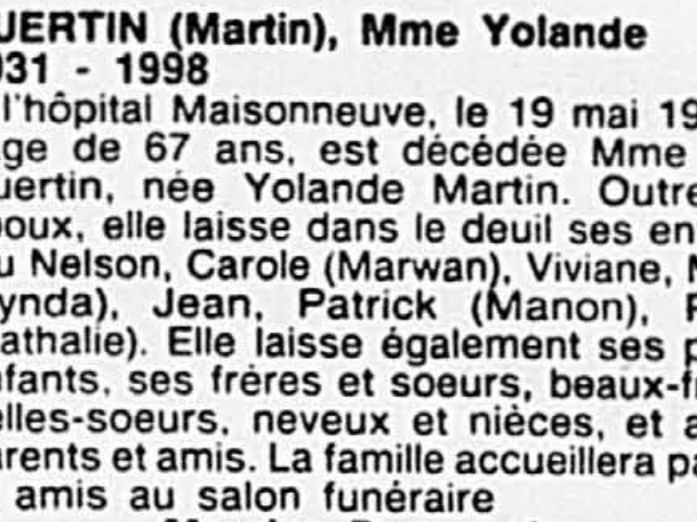 UERTIN (Martin), Mme Yolande
931 - 1998
l'hôpital Maisonneuve, le 19 mai 19
ge de 67 ans, est décédée Mme
uertin, née Yolande Martin. Outre
oux, elle laisse dans le deuil ses en
u Nelson, Carole (Marwan), Viviane,
ynda), Jean, Patrick (Manon),
athalie). Elle laisse également ses p
fants, ses frères et soeurs, beaux-f
elles-soeurs, neveux et nièces, et a
rents et amis. La famille accueillera pa
amis au salon funéraire